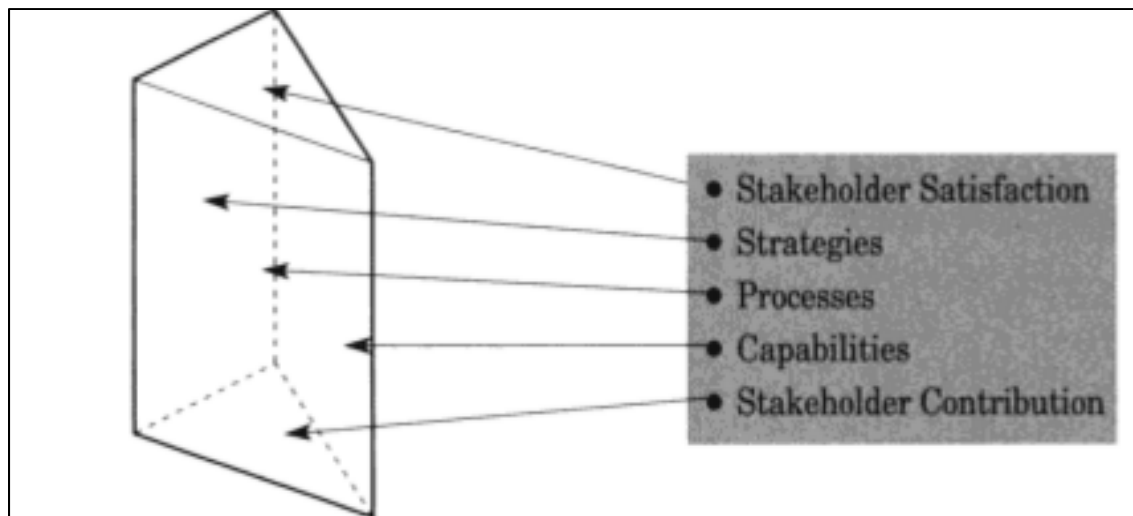 • Stakeholder Satisfaction
• Strategies
• Processes
• Capabilities
• Stakeholder Contribution